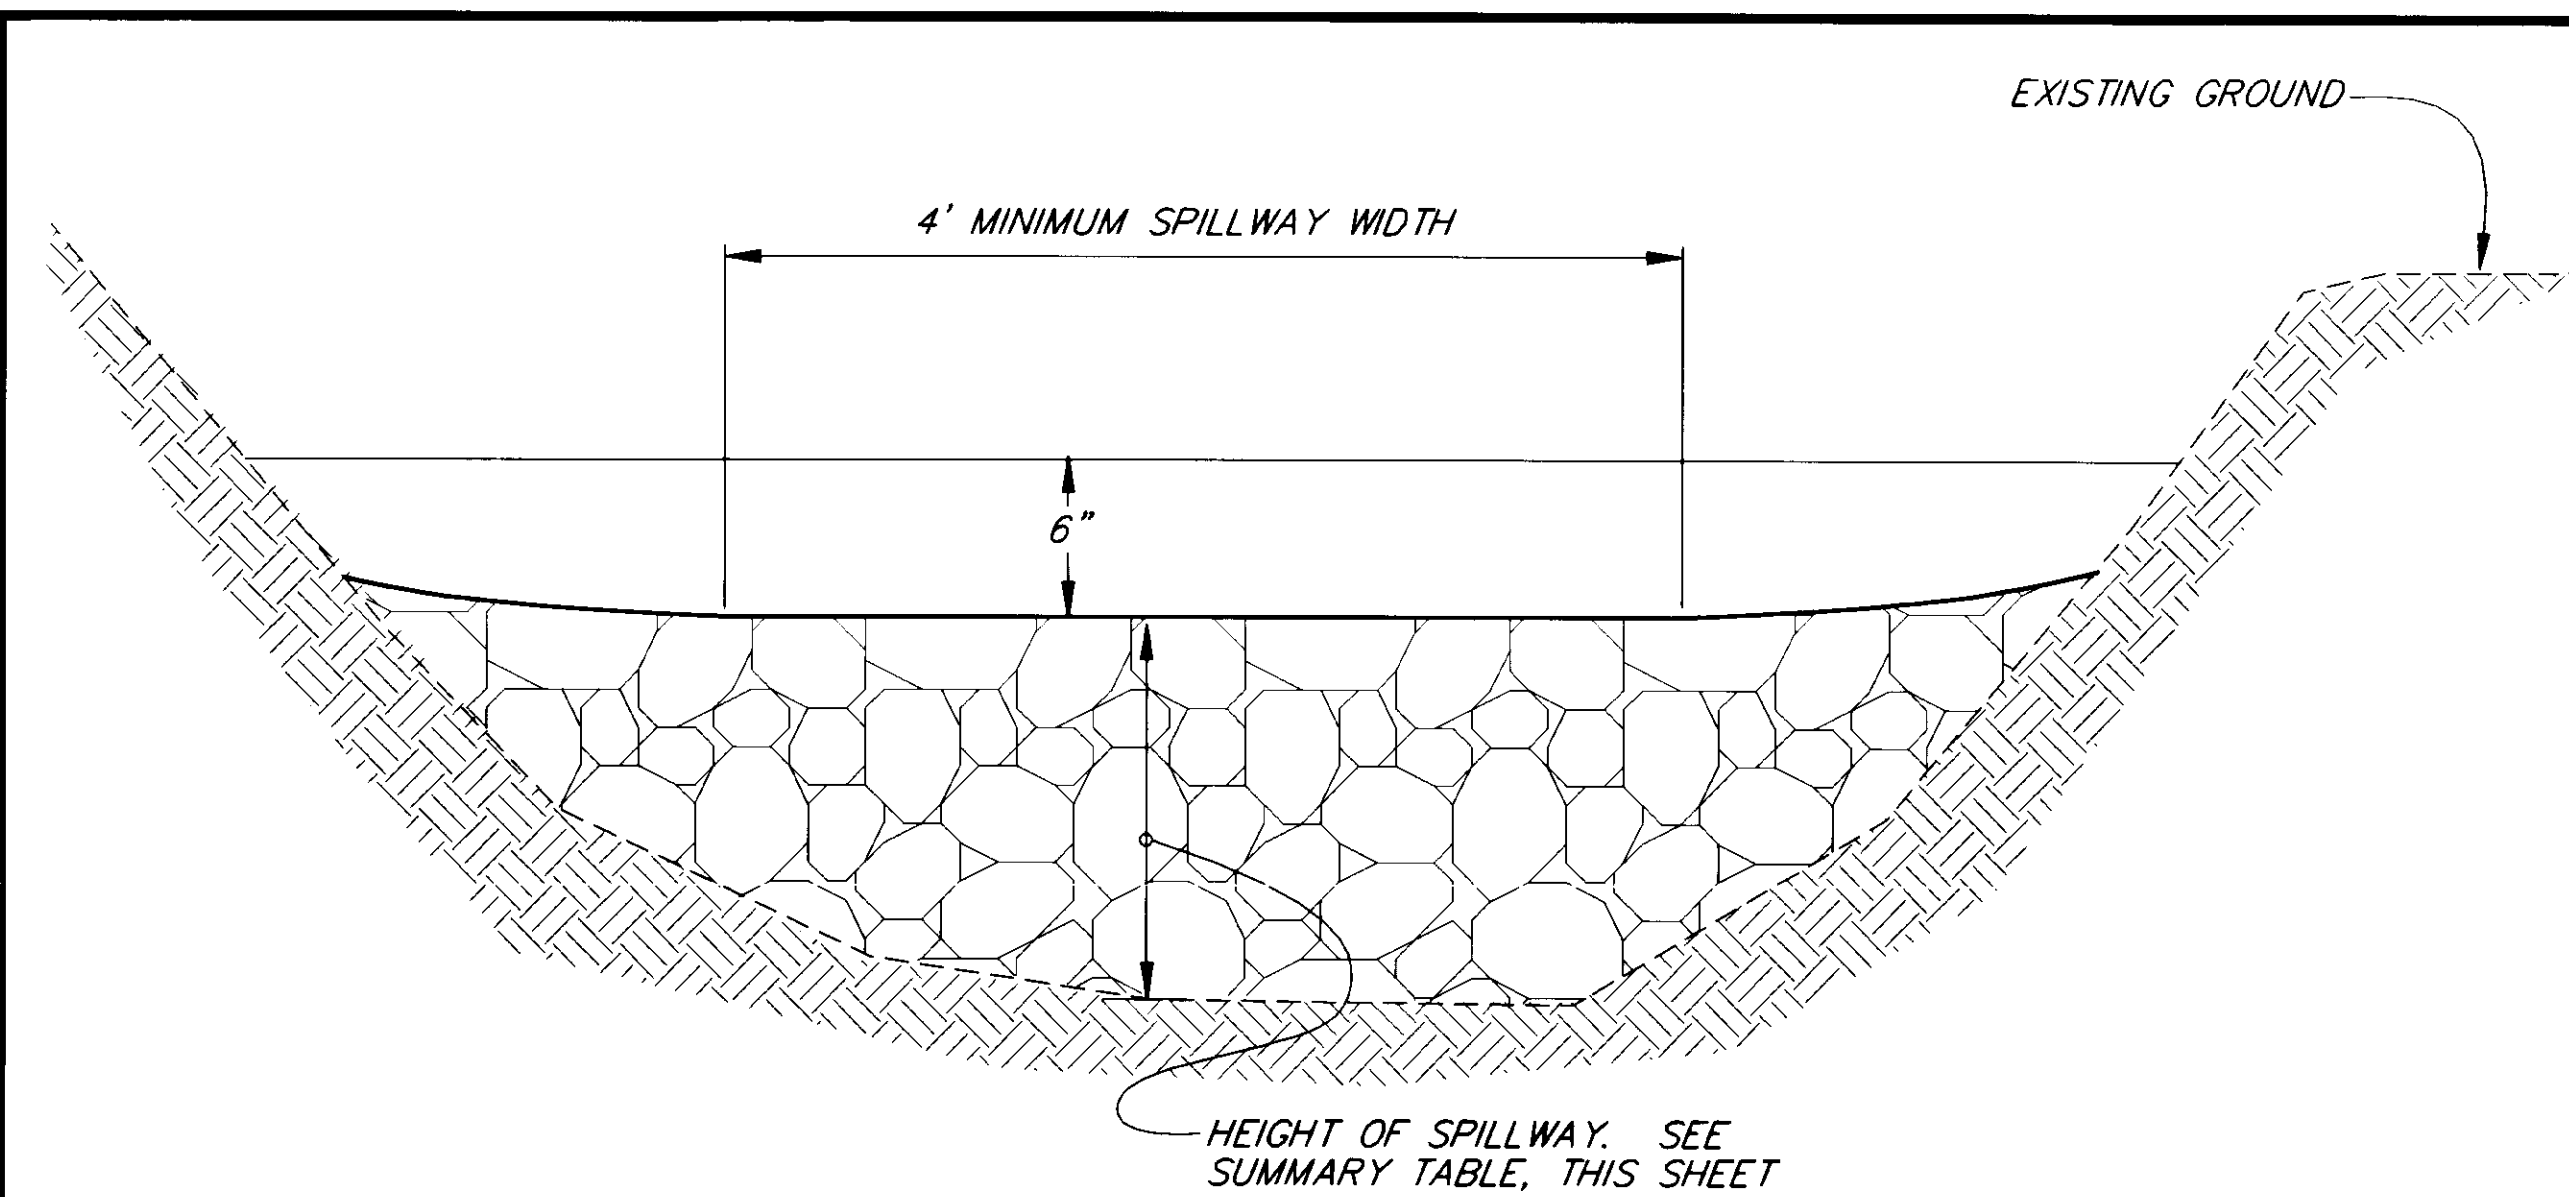 EXISTING GROUND
4' MINIMUM SPILLWAY WIDTH
6"
HEIGHT OF SPILLWAY. SEE
SUMMARY TABLE, THIS SHEET